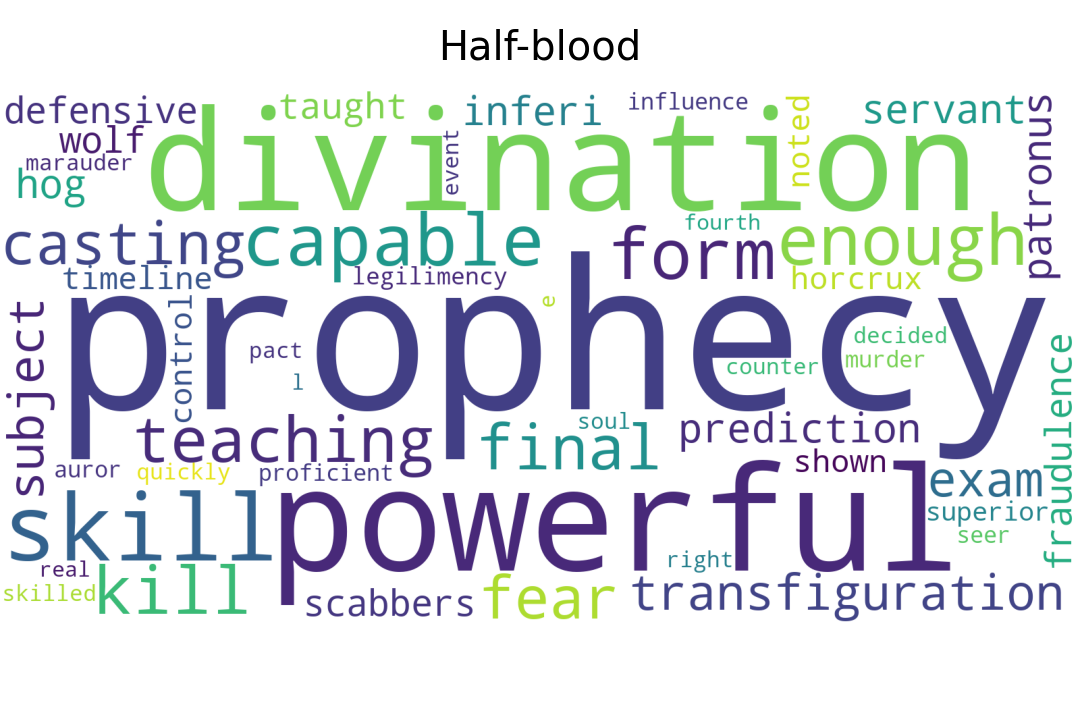 Half-blood
defensive
taught
inferi
influence
noted
servant
patronus
wolf
marauder
hog
divination
event
casting
capable
fourth
form
enough
timeline
legilimency
horcrux
e
subject
control
prophecy
pact
l
decided
murder
counter
fraudulence
teaching
final
soul
prediction
shown
auror
quickly
proficient
exam
superior
seer
skill
powerful
right
real
skilled
kill
scabbers
fear
transfiguration